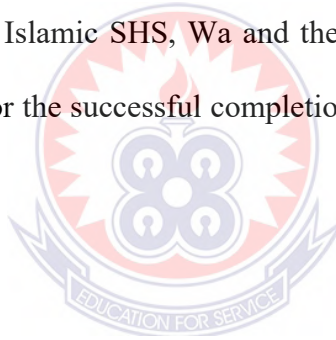 Islamic SHS, Wa and the
or the successful completio
EDUCATION FOR SERVICE